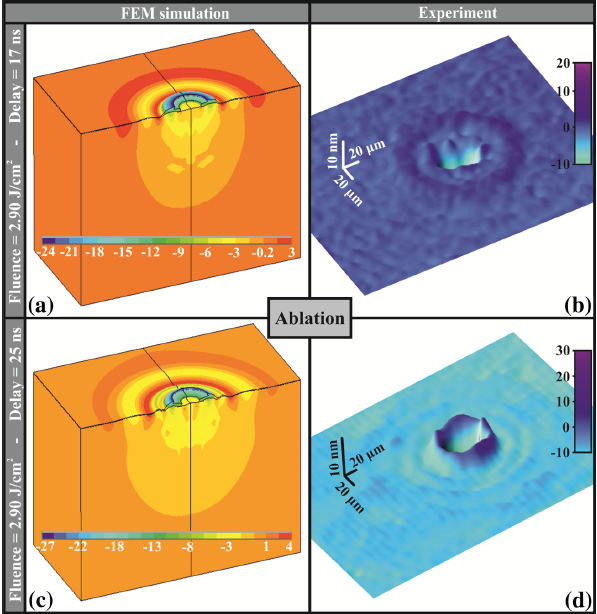 FEM simulation
Experiment
Fluence = 2.90 J/cm² - Delay = 17 ns
-24 -21 -18 -15 -12 -9 -6 -3 -0.2 3
(a)
20
10
0
-10
10 nm
20 µm
20 µm
(b)
Ablation
Fluence = 2.90 J/cm² - Delay = 25 ns
-27 -22 -18 -13 -8 -3 1 4
(c)
30
20
10
0
-10
10 nm
20 µm
20 µm
(d)